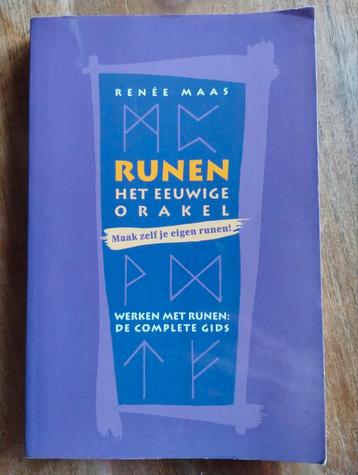 RENÉE MAAS
ᛗ ᛈ
RUNEN
HET EEUWIGE
ORAKEL
Maak zelf je eigen runen!
ᚹ ᛞ
WERKEN MET RUNEN:
DE COMPLETE GIDS
ᛏ ᚠ